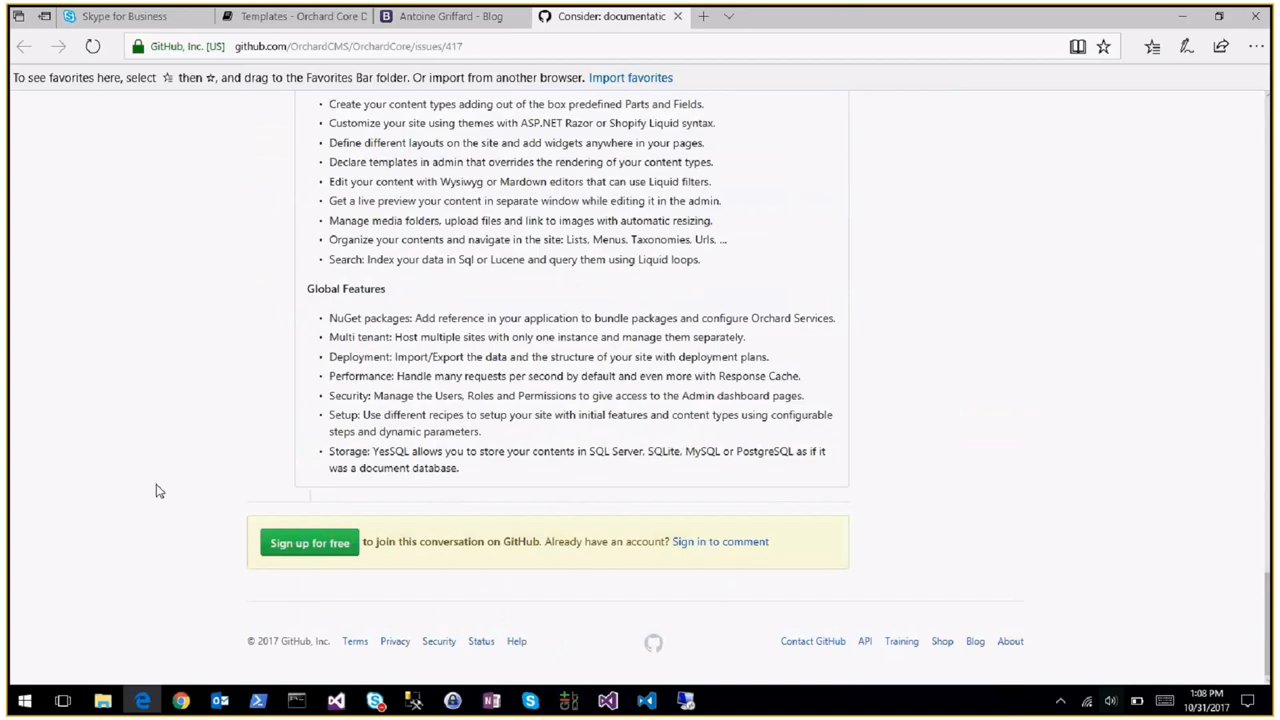 Skype for Business
Templates - Orchard Core D
Antoine Griffard - Blog
Consider: documentatic
GitHub, Inc. [US] github.com/OrchardCMS/OrchardCore/issues/417
To see favorites here, select then , and drag to the Favorites Bar folder. Or import from another browser. Import favorites
• Create your content types adding out of the box predefined Parts and Fields.
• Customize your site using themes with ASP.NET Razor or Shopify Liquid syntax.
• Define different layouts on the site and add widgets anywhere in your pages.
• Declare templates in admin that overrides the rendering of your content types.
• Edit your content with Wysiwyg or Mardown editors that can use Liquid filters.
• Get a live preview your content in separate window while editing it in the admin.
• Manage media folders, upload files and link to images with automatic resizing.
• Organize your contents and navigate in the site: Lists, Menus, Taxonomies, Urls, ...
• Search: Index your data in Sql or Lucene and query them using Liquid loops.
Global Features
• NuGet packages: Add reference in your application to bundle packages and configure Orchard Services.
• Multi tenant: Host multiple sites with only one instance and manage them separately.
• Deployment: Import/Export the data and the structure of your site with deployment plans.
• Performance: Handle many requests per second by default and even more with Response Cache.
• Security: Manage the Users, Roles and Permissions to give access to the Admin dashboard pages.
• Setup: Use different recipes to setup your site with initial features and content types using configurable
steps and dynamic parameters.
• Storage: YesSQL allows you to store your contents in SQL Server, SQLite, MySQL or PostgreSQL as if it
was a document database.
Sign up for free to join this conversation on GitHub. Already have an account? Sign in to comment
© 2017 GitHub, Inc. Terms Privacy Security Status Help
Contact GitHub API Training Shop Blog About
1:08 PM
10/31/2017